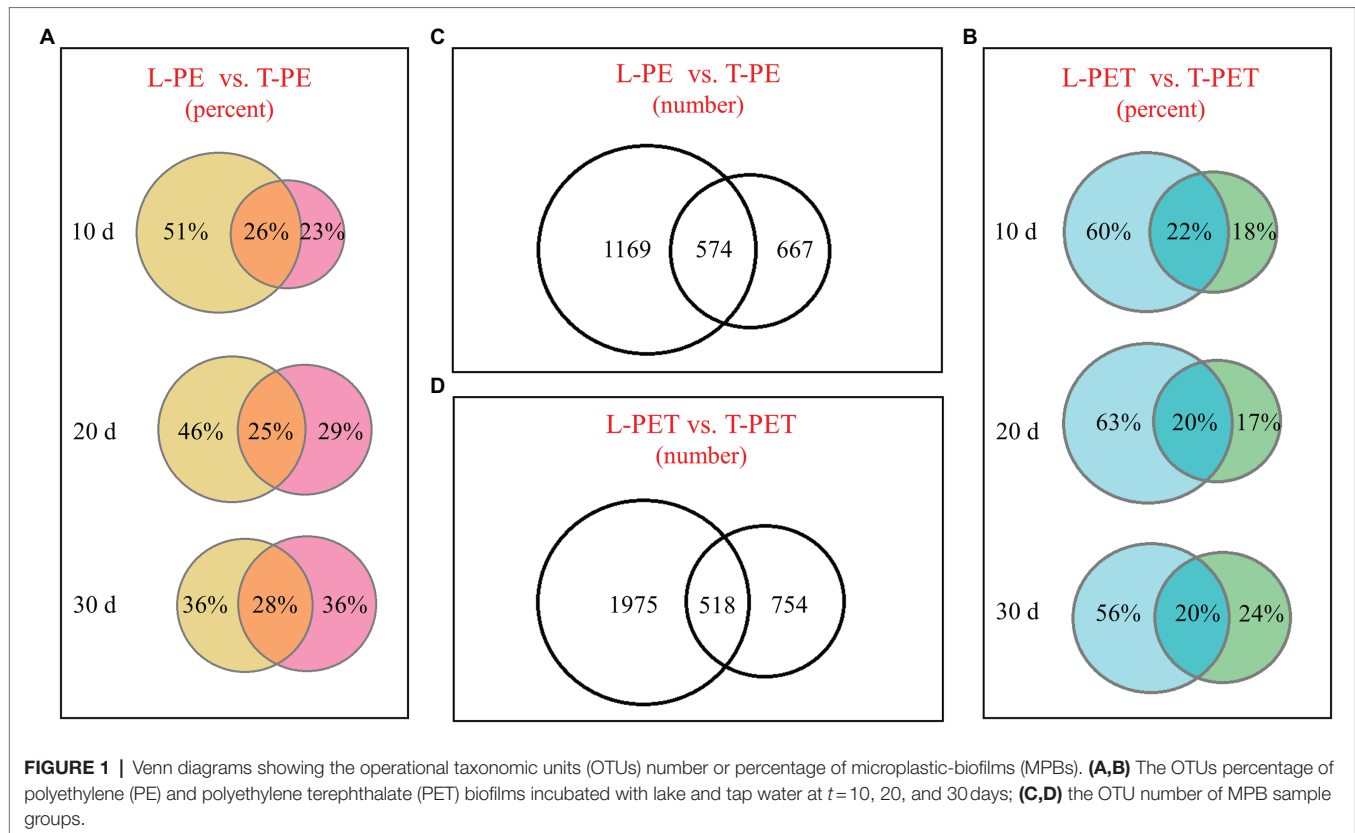 A
L-PE vs. T-PE
(percent)
10 d
51% 26% 23%
20 d
46% 25% 29%
30 d
36% 28% 36%
C
L-PE vs. T-PE
(number)
1169 574 667
D
L-PET vs. T-PET
(number)
1975 518 754
B
L-PET vs. T-PET
(percent)
10 d
60% 22% 18%
20 d
63% 20% 17%
30 d
56% 20% 24%
FIGURE 1 | Venn diagrams showing the operational taxonomic units (OTUs) number or percentage of microplastic-biofilms (MPBs). (A,B) The OTUs percentage of
polyethylene (PE) and polyethylene terephthalate (PET) biofilms incubated with lake and tap water at t = 10, 20, and 30 days; (C,D) the OTU number of MPB sample
groups.